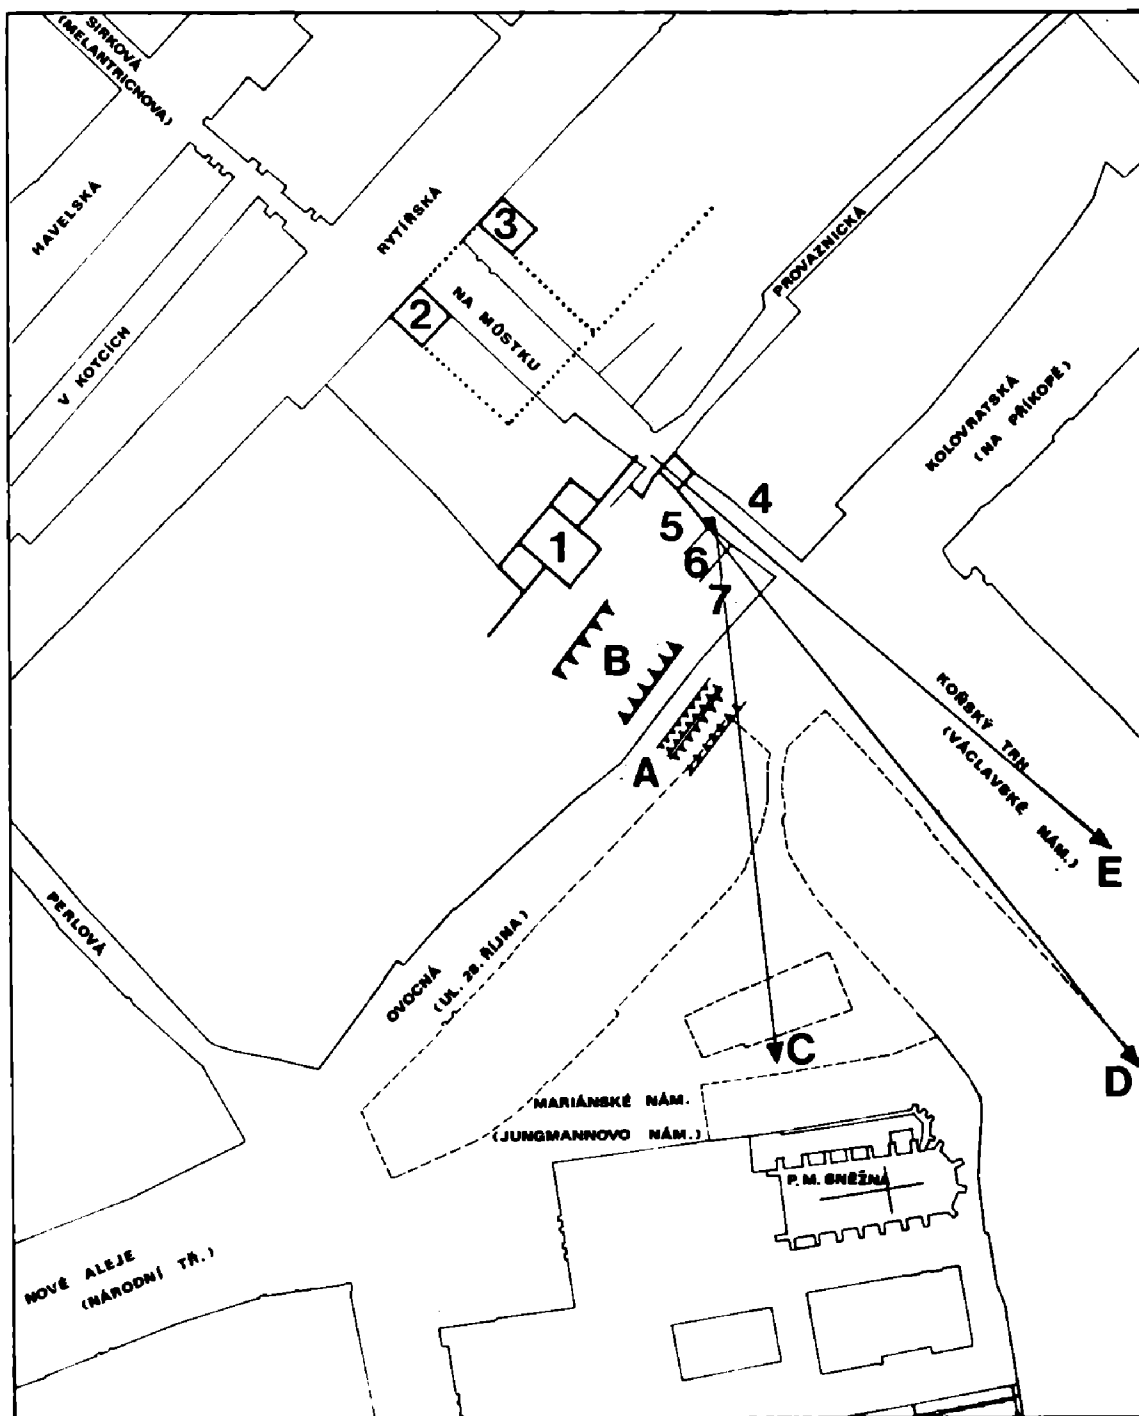 SIRKOVÁ
(MELANTRICHOVA)
HAVELSKÁ
RYTÍŘSKÁ
3
PROVAZNICKÁ
2
NA MŮSTKU
V KOTCÍCH
KOLOVRATSKÁ
(NA PŘÍKOPĚ)
4
5
1
6
7
B
KOŇSKÝ TRH
(VÁCLAVSKÉ NÁM.)
A
E
PERLOVÁ
OVOCNÁ
(UL. 28. ŘÍJNA)
C
D
MARIÁNSKÉ NÁM.
(JUNGMANNOVO NÁM.)
P. M. SNĚŽNÁ
NOVÉ ALEJE
(NÁRODNÍ TŘ.)